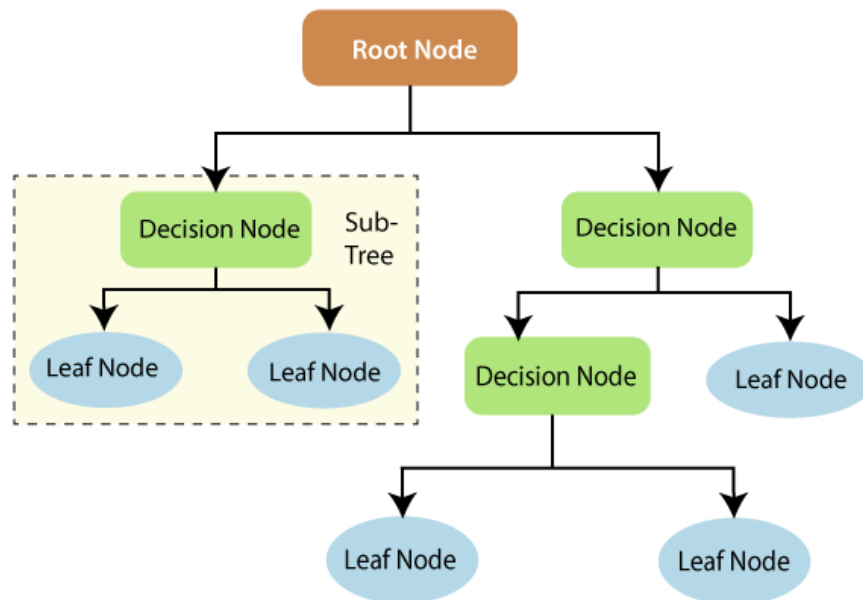 Root Node
Decision Node
Sub-
Tree
Decision Node
Leaf Node
Leaf Node
Decision Node
Leaf Node
Leaf Node
Leaf Node